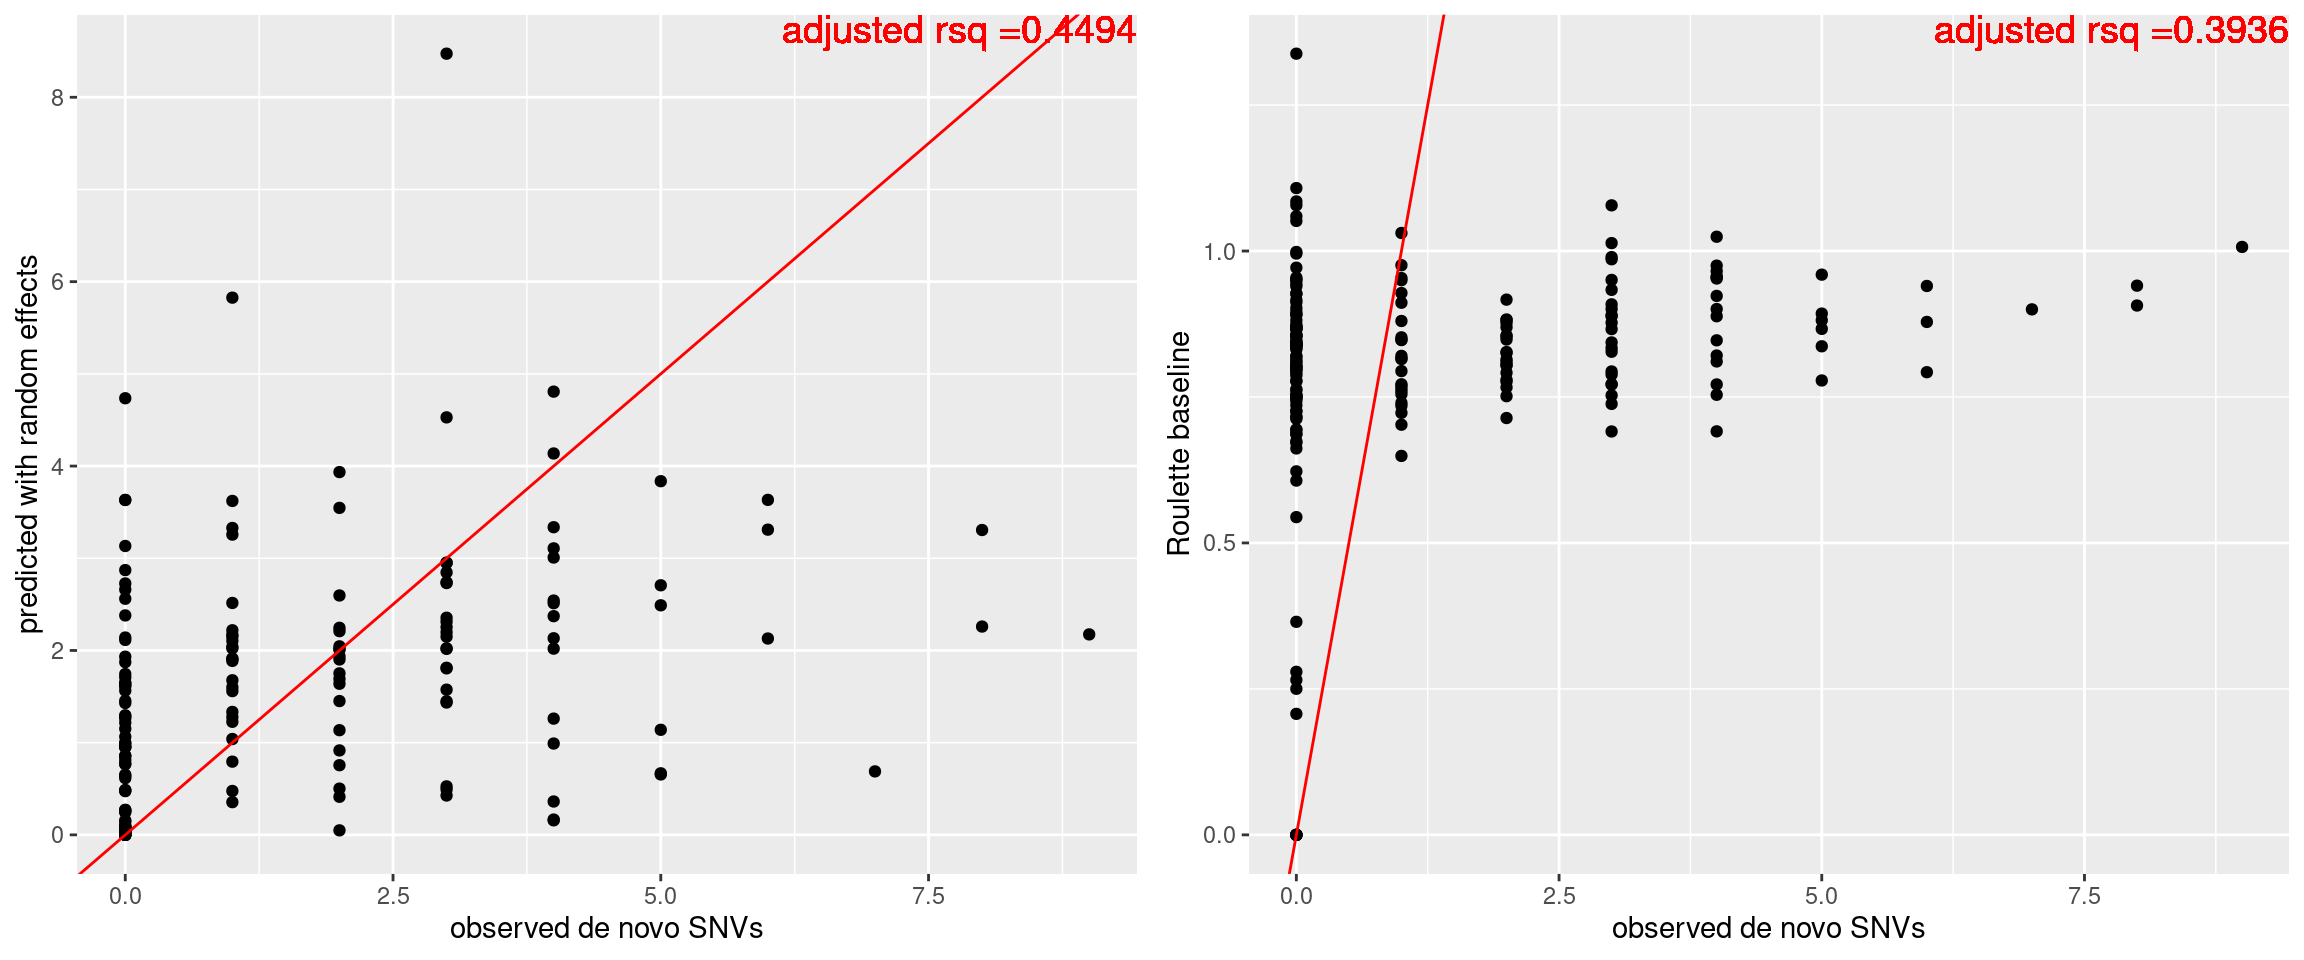 adjusted rsq =0.4494
8
6
4
2
0
predicted with random effects
0.0 2.5 5.0 7.5
observed de novo SNVs
adjusted rsq =0.3936
1.0
0.5
0.0
Roulette baseline
0.0 2.5 5.0 7.5
observed de novo SNVs